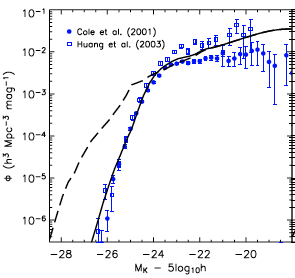 10⁻¹
10⁻²
10⁻³
10⁻⁴
10⁻⁵
10⁻⁶
Φ (h³ Mpc⁻³ mag⁻¹)
Cole et al. (2001)
Huang et al. (2003)
-28 -26 -24 -22 -20
M_K - 5log₁₀h